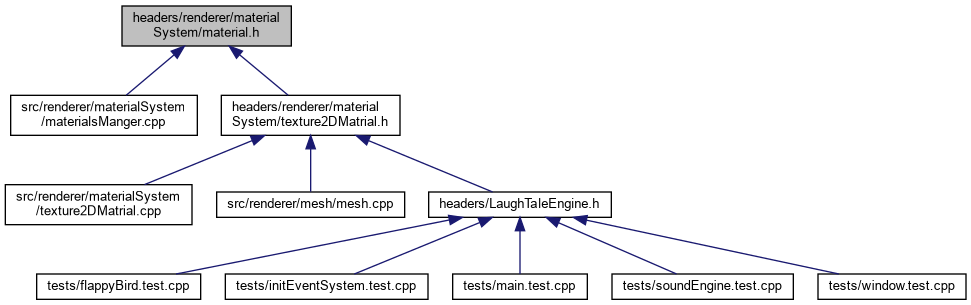 headers/renderer/material
System/material.h
src/renderer/materialSystem
/materialsManger.cpp
headers/renderer/material
System/texture2DMatrial.h
src/renderer/materialSystem
/texture2DMatrial.cpp
src/renderer/mesh/mesh.cpp
headers/LaughTaleEngine.h
tests/flappyBird.test.cpp
tests/initEventSystem.test.cpp
tests/main.test.cpp
tests/soundEngine.test.cpp
tests/window.test.cpp